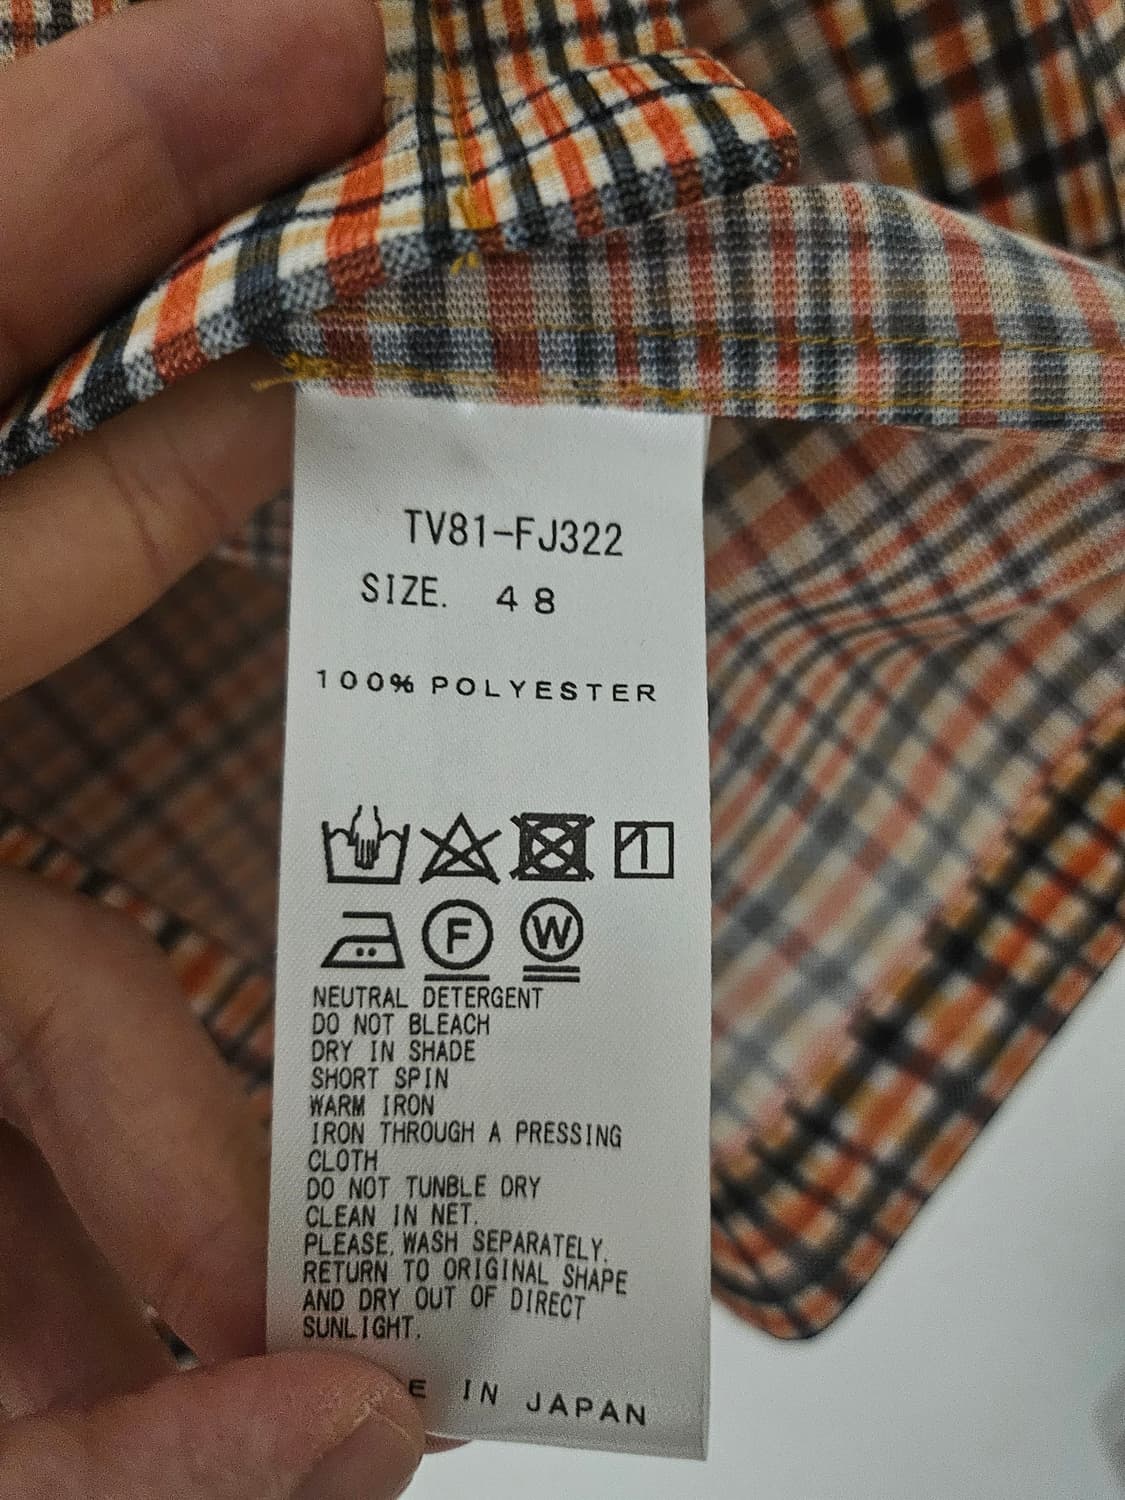 TV81-FJ322
SIZE. 48
100% POLYESTER
F W
NEUTRAL DETERGENT
DO NOT BLEACH
DRY IN SHADE
SHORT SPIN
WARM IRON
IRON THROUGH A PRESSING
CLOTH
DO NOT TUNBLE DRY
CLEAN IN NET.
PLEASE, WASH SEPARATELY.
RETURN TO ORIGINAL SHAPE
AND DRY OUT OF DIRECT
SUNLIGHT.
E IN JAPAN